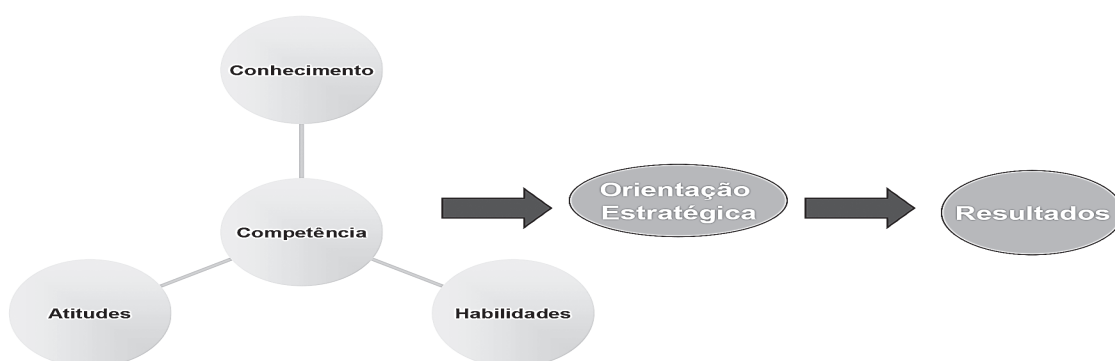 Conhecimento
Competência
Atitudes
Habilidades
Orientação
Estratégica
Resultados